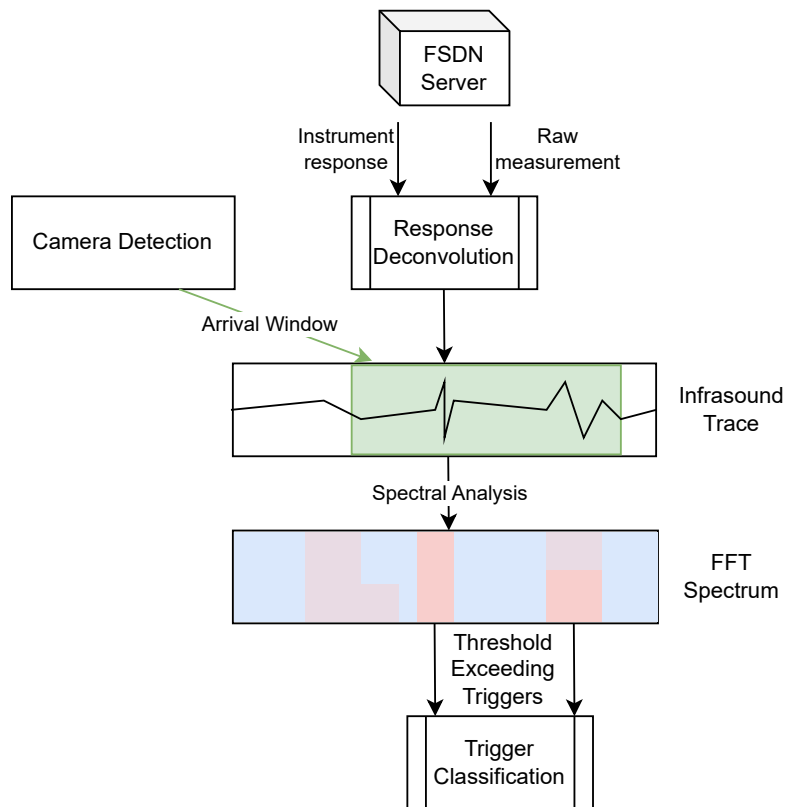 FSDN
Server
Instrument
response
Raw
measurement
Camera Detection
Response
Deconvolution
Arrival Window
Infrasound
Trace
Spectral Analysis
FFT
Spectrum
Threshold
Exceeding
Triggers
Trigger
Classification